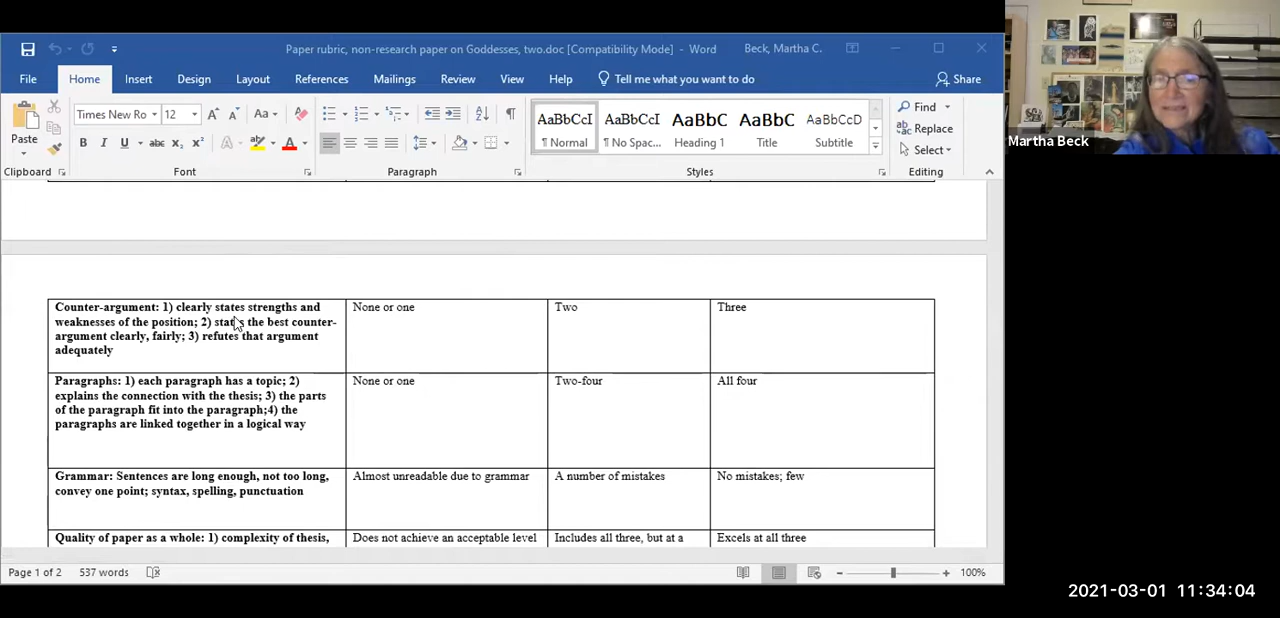 Paper rubric, non-research paper on Goddesses, two.doc [Compatibility Mode] - Word
Beck, Martha C.
File Home Insert Design Layout References Mailings Review View Help Tell me what you want to do Share
Paste
Times New Ro 12 Aa
AaBbCcI AaBbCcI AaBbC AaBbC AaBbCcD
¶ Normal ¶ No Spac... Heading 1 Title Subtitle
Find
Replace
Select
B I U abc x₂ x² A A
Clipboard Font Paragraph Styles Editing
Martha Beck
Counter-argument: 1) clearly states strengths and
weaknesses of the position; 2) states the best counter-
argument clearly, fairly; 3) refutes that argument
adequately
None or one
Two
Three
Paragraphs: 1) each paragraph has a topic; 2)
explains the connection with the thesis; 3) the parts
of the paragraph fit into the paragraph;4) the
paragraphs are linked together in a logical way
None or one
Two-four
All four
Grammar: Sentences are long enough, not too long,
convey one point; syntax, spelling, punctuation
Almost unreadable due to grammar
A number of mistakes
No mistakes; few
Quality of paper as a whole: 1) complexity of thesis,
Does not achieve an acceptable level
Includes all three, but at a
Excels at all three
Page 1 of 2 537 words
100%
2021-03-01 11:34:04